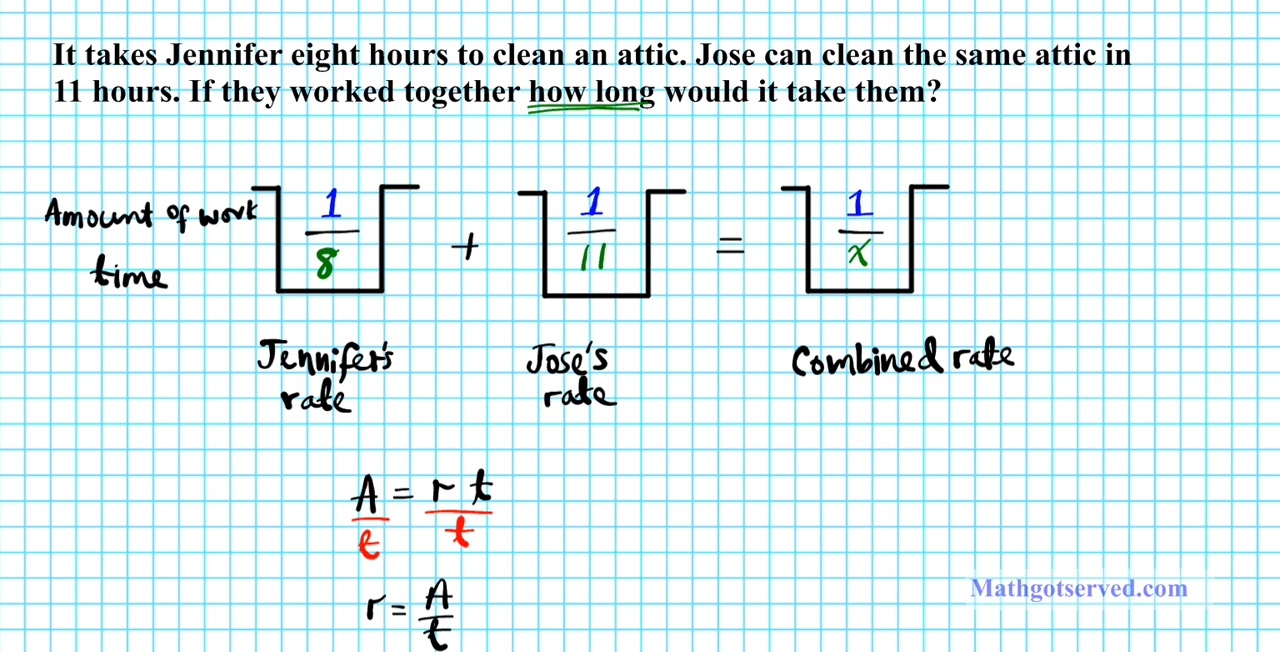 It takes Jennifer eight hours to clean an attic. Jose can clean the same attic in
11 hours. If they worked together how long would it take them?
Amount of work
time
1
8
+
1
11
=
1
x
Jennifer's
rate
Jose's
rate
Combined rate
A = r t
t t
r = A
t
Mathgotserved.com